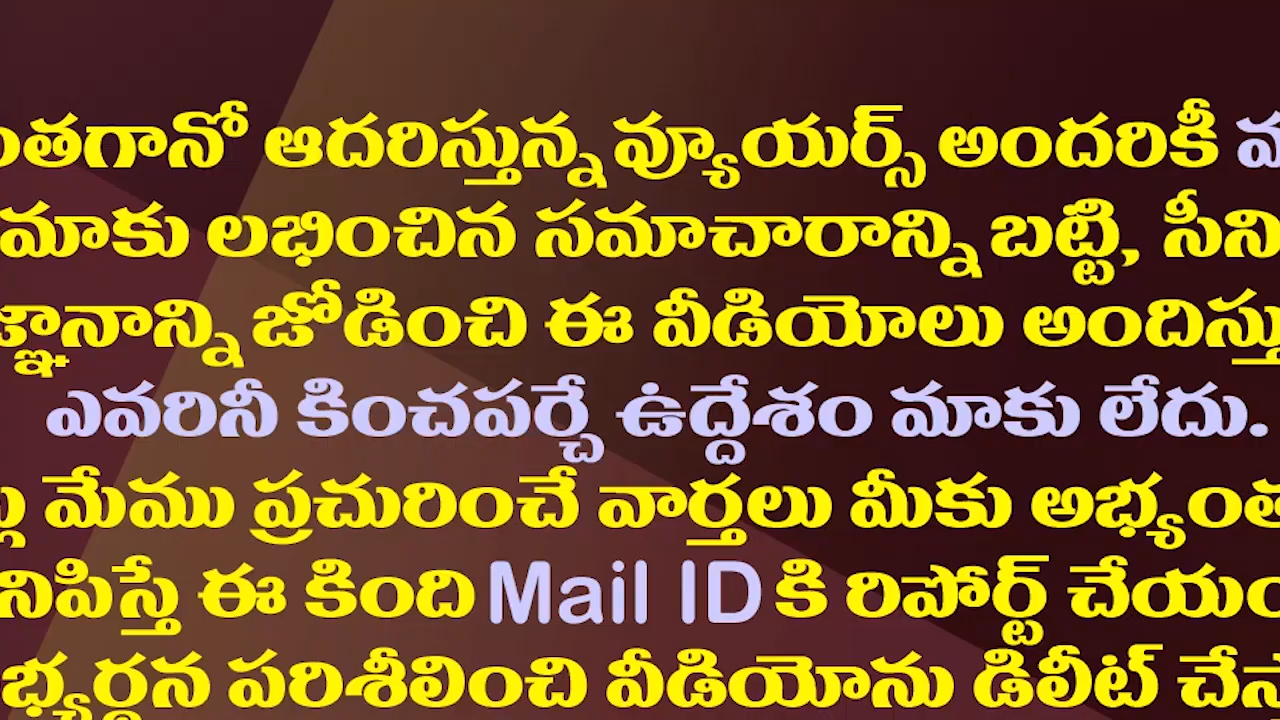 ఆదరిస్తున్న వ్యూయర్స్ అందరికీ
మాకు లభించిన సమాచారాన్ని బట్టి,
జోడించి ఈ వీడియోలు
ఎవరినీ కించపర్చే ఉద్దేశం మాకు లేదు.
మేము ప్రచురించే వార్తలు మీకు
ఈ కింది Mail ID కి రిపోర్ట్
పరిశీలించి వీడియోను డిలీట్